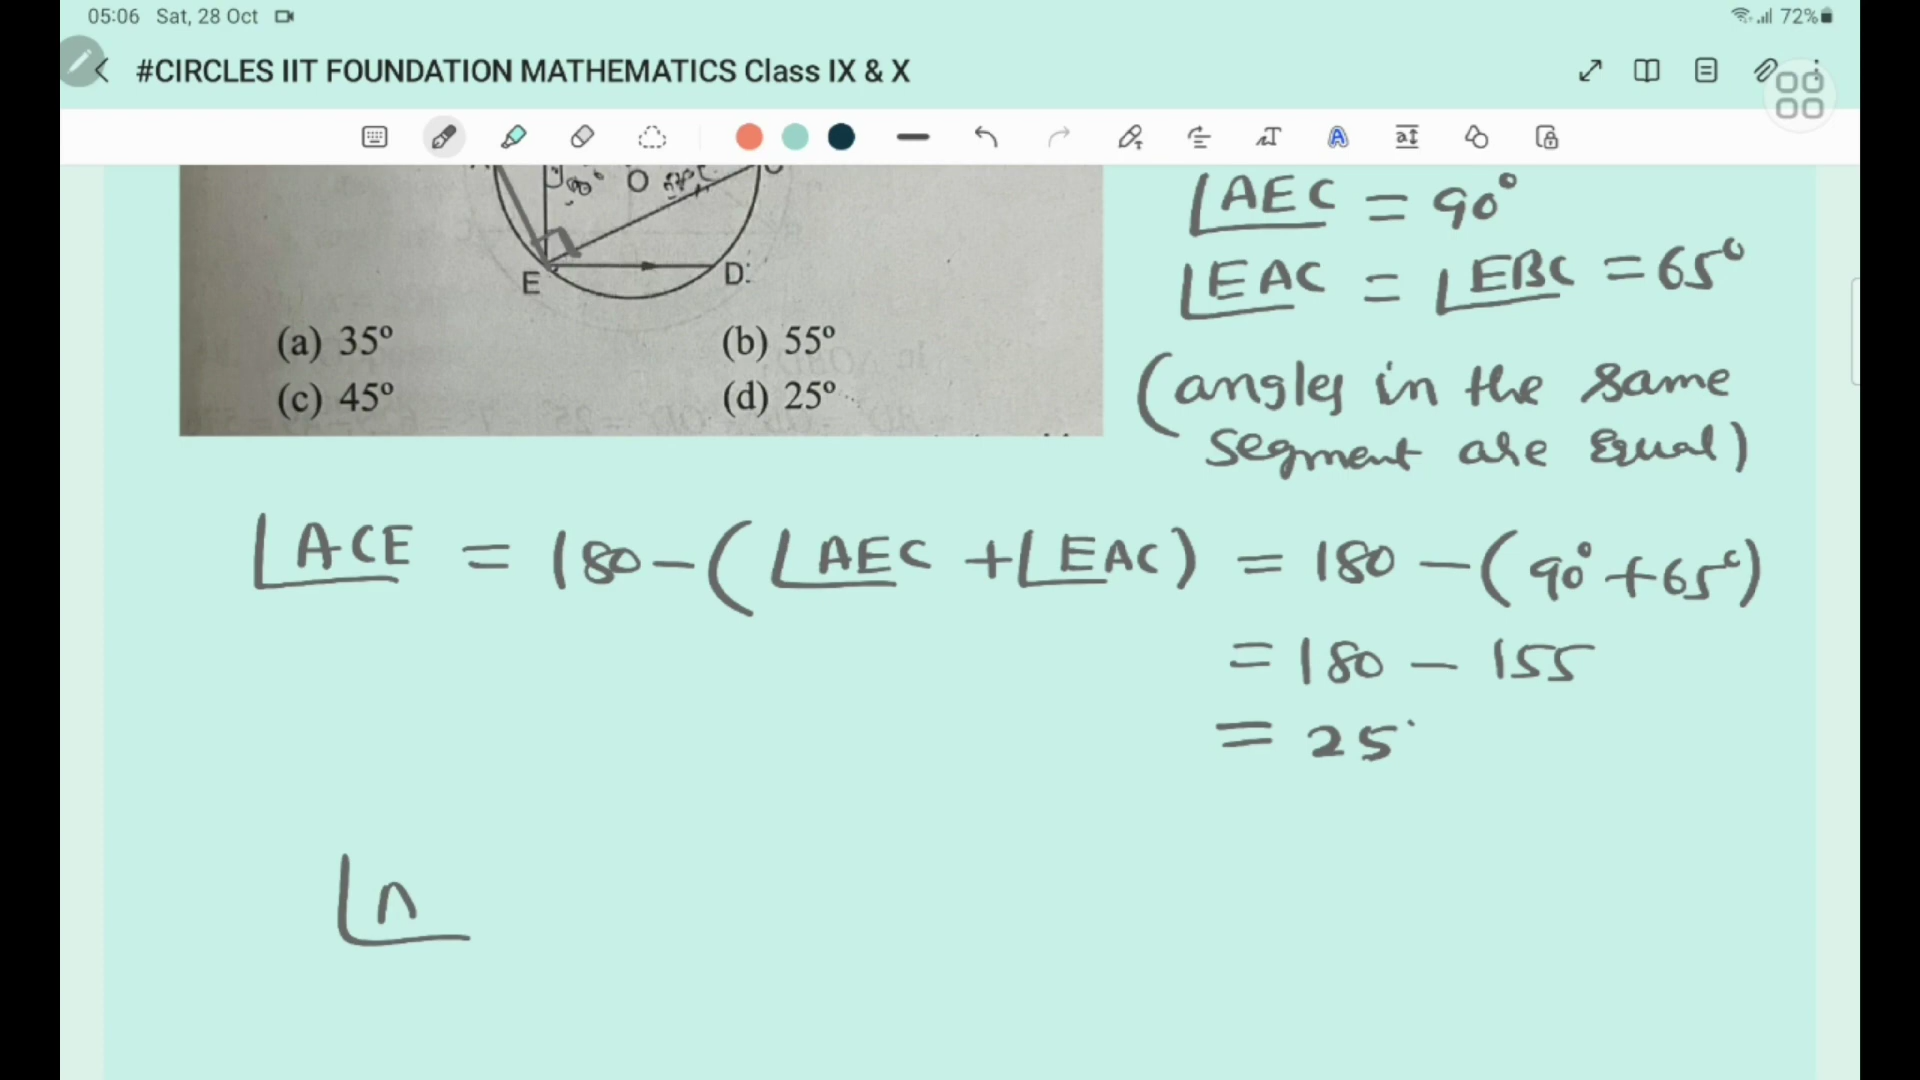 05:06 Sat, 28 Oct
72%
#CIRCLES IIT FOUNDATION MATHEMATICS Class IX & X
90° O
E D
(a) 35° (b) 55°
(c) 45° (d) 25°
∠AEC = 90°
∠EAC = ∠EBC = 65°
(angles in the same
segment are Equal)
∠ACE = 180 - (∠AEC + ∠EAC) = 180 - (90° + 65°)
= 180 - 155
= 25°